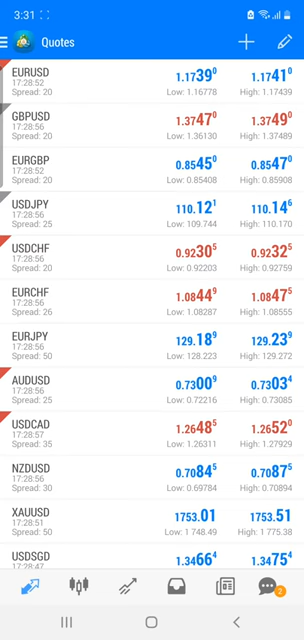 3:31
Quotes
EURUSD
17:28:52 1.17390 1.17410
Spread: 20 Low: 1.16778 High: 1.17439
GBPUSD
17:28:56 1.37470 1.37490
Spread: 20 Low: 1.36130 High: 1.37489
EURGBP
17:28:52 0.85450 0.85470
Spread: 20 Low: 0.85408 High: 0.85908
USDJPY
17:28:56 110.121 110.146
Spread: 25 Low: 109.744 High: 110.170
USDCHF
17:28:56 0.92305 0.92325
Spread: 20 Low: 0.92203 High: 0.92759
EURCHF
17:28:56 1.08449 1.08475
Spread: 26 Low: 1.08287 High: 1.08555
EURJPY
17:28:56 129.189 129.239
Spread: 50 Low: 128.223 High: 129.272
AUDUSD
17:28:56 0.73009 0.73034
Spread: 25 Low: 0.72216 High: 0.73085
USDCAD
17:28:57 1.26485 1.26520
Spread: 35 Low: 1.26311 High: 1.27929
NZDUSD
17:28:56 0.70845 0.70875
Spread: 30 Low: 0.69784 High: 0.70894
XAUUSD
17:28:51 1753.01 1753.51
Spread: 50 Low: 1 748.49 High: 1 775.38
USDSGD
17:28:47 1.34664 1.34754
2